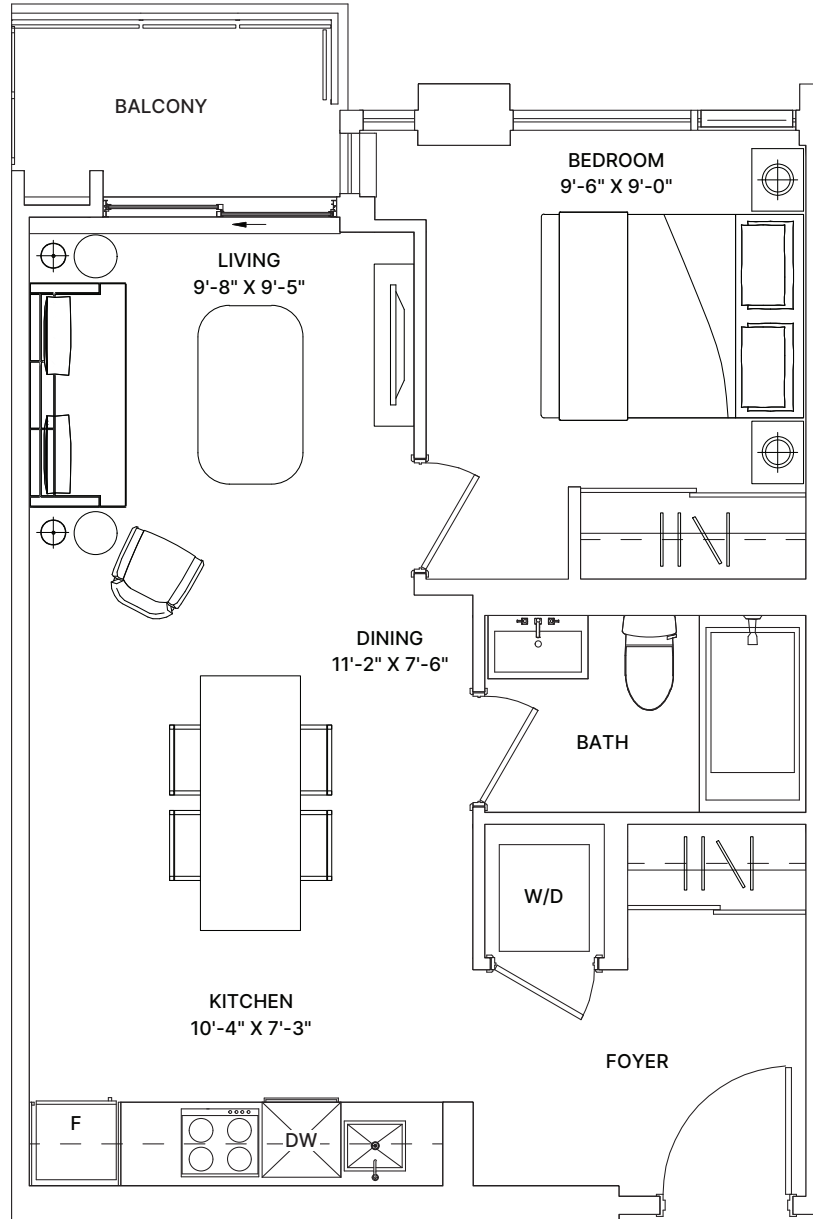 BALCONY
BEDROOM
9'-6" X 9'-0"
LIVING
9'-8" X 9'-5"
DINING
11'-2" X 7'-6"
BATH
W/D
KITCHEN
10'-4" X 7'-3"
FOYER
F
DW